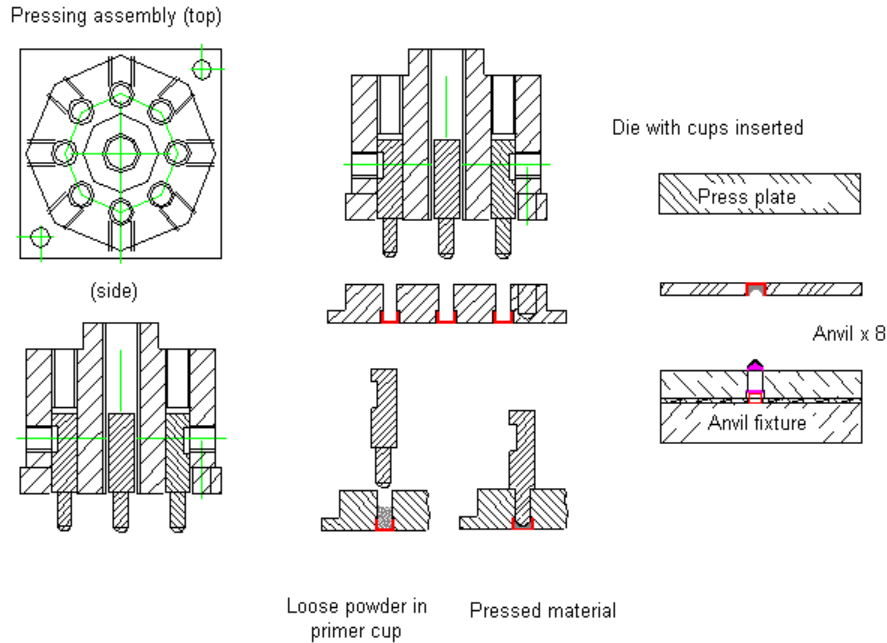 Pressing assembly (top)
(side)
Die with cups inserted
Press plate
Anvil x 8
Anvil fixture
Loose powder in
primer cup
Pressed material